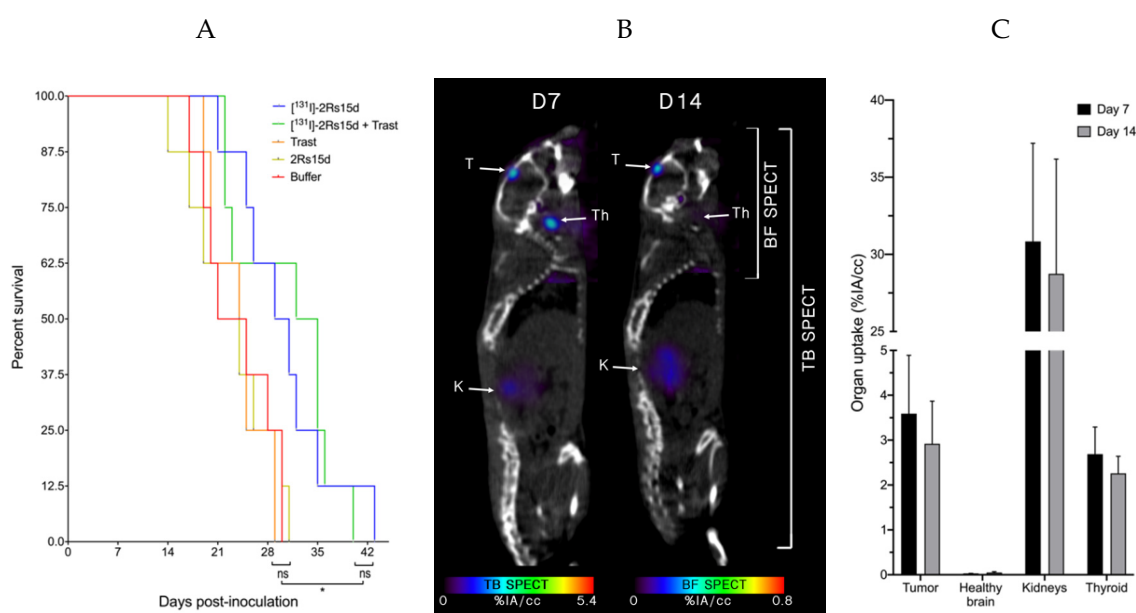 A
B
C
100.0
87.5
75.0
62.5
50.0
37.5
25.0
12.5
0.0
Percent survival
[¹³¹I]-2Rs15d
[¹³¹I]-2Rs15d + Trast
Trast
2Rs15d
Buffer
0 7 14 21 28 35 42
ns ns
*
Days post-inoculation
D7 D14
T T
Th Th
K K
BF SPECT
TB SPECT
TB SPECT BF SPECT
0 %IA/cc 5.4 0 %IA/cc 0.8
Day 7
Day 14
40
35
30
25
5
4
3
2
1
0
Organ uptake (%IA/cc)
Tumor Healthy Kidneys Thyroid
brain